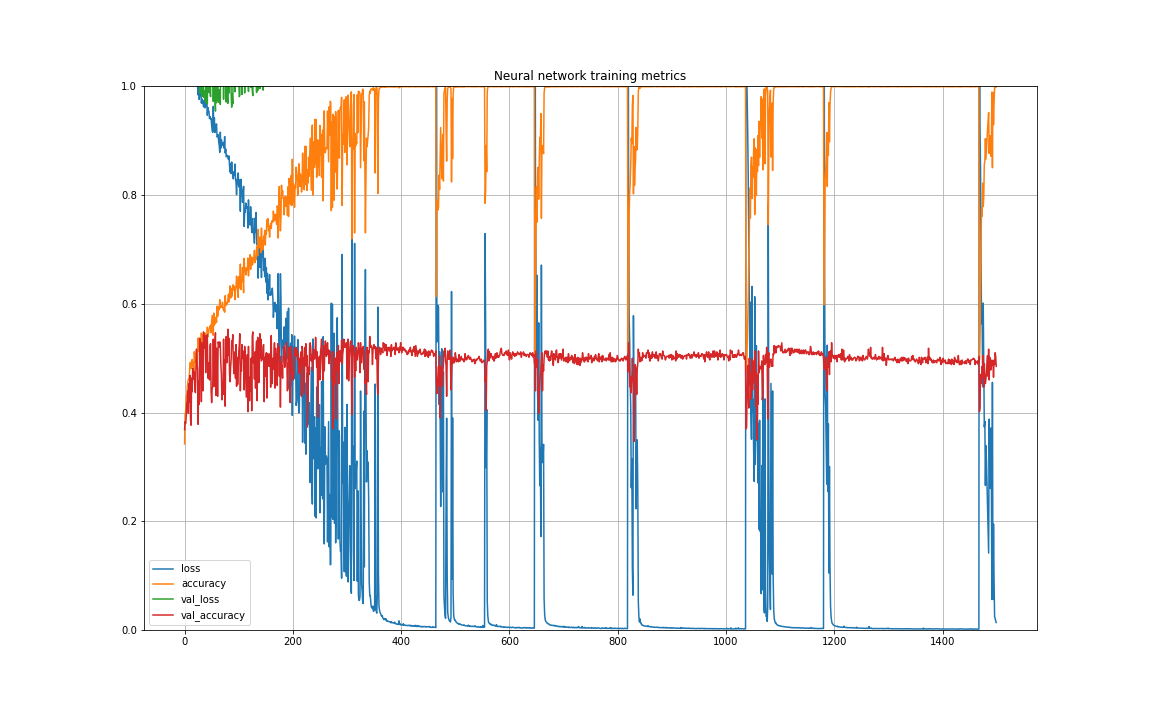 Neural network training metrics
1.0
0.8
0.6
0.4
0.2
0.0
loss
accuracy
val_loss
val_accuracy
0 200 400 600 800 1000 1200 1400